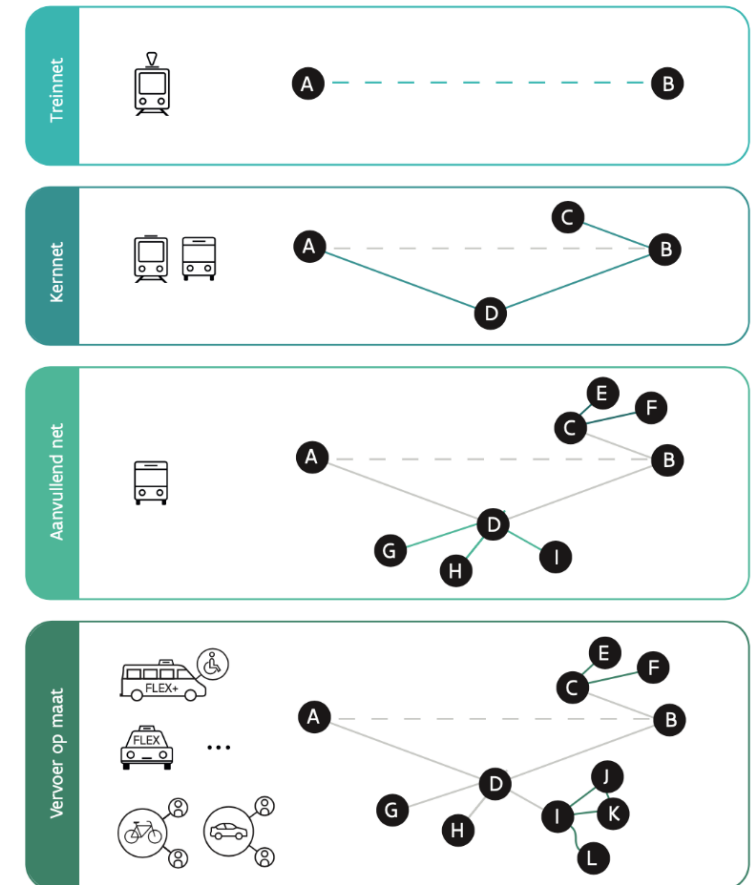 Treinnet
A
B
Kernnet
C
A
B
D
Aanvullend net
E
F
C
A
B
D
G
H
I
Vervoer op maat
FLEX+
FLEX
...
E
F
C
A
B
D
J
G
I
K
H
L